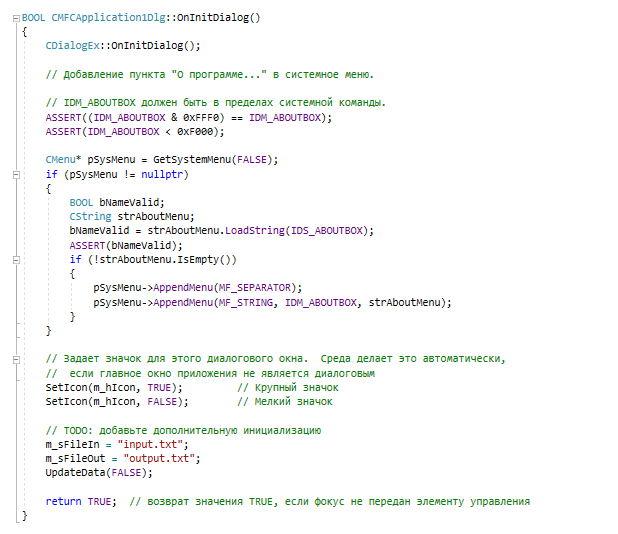 BOOL CMFCApplication1Dlg::OnInitDialog()
{
CDialogEx::OnInitDialog();
// Добавление пункта "О программе..." в системное меню.
// IDM_ABOUTBOX должен быть в пределах системной команды.
ASSERT((IDM_ABOUTBOX & 0xFFF0) == IDM_ABOUTBOX);
ASSERT(IDM_ABOUTBOX < 0xF000);
CMenu* pSysMenu = GetSystemMenu(FALSE);
if (pSysMenu != nullptr)
{
BOOL bNameValid;
CString strAboutMenu;
bNameValid = strAboutMenu.LoadString(IDS_ABOUTBOX);
ASSERT(bNameValid);
if (!strAboutMenu.IsEmpty())
{
pSysMenu->AppendMenu(MF_SEPARATOR);
pSysMenu->AppendMenu(MF_STRING, IDM_ABOUTBOX, strAboutMenu);
}
}
// Задает значок для этого диалогового окна.  Среда делает это автоматически,
//  если главное окно приложения не является диалоговым
SetIcon(m_hIcon, TRUE);         // Крупный значок
SetIcon(m_hIcon, FALSE);        // Мелкий значок
// TODO: добавьте дополнительную инициализацию
m_sFileIn = "input.txt";
m_sFileOut = "output.txt";
UpdateData(FALSE);
return TRUE;  // возврат значения TRUE, если фокус не передан элементу управления
}